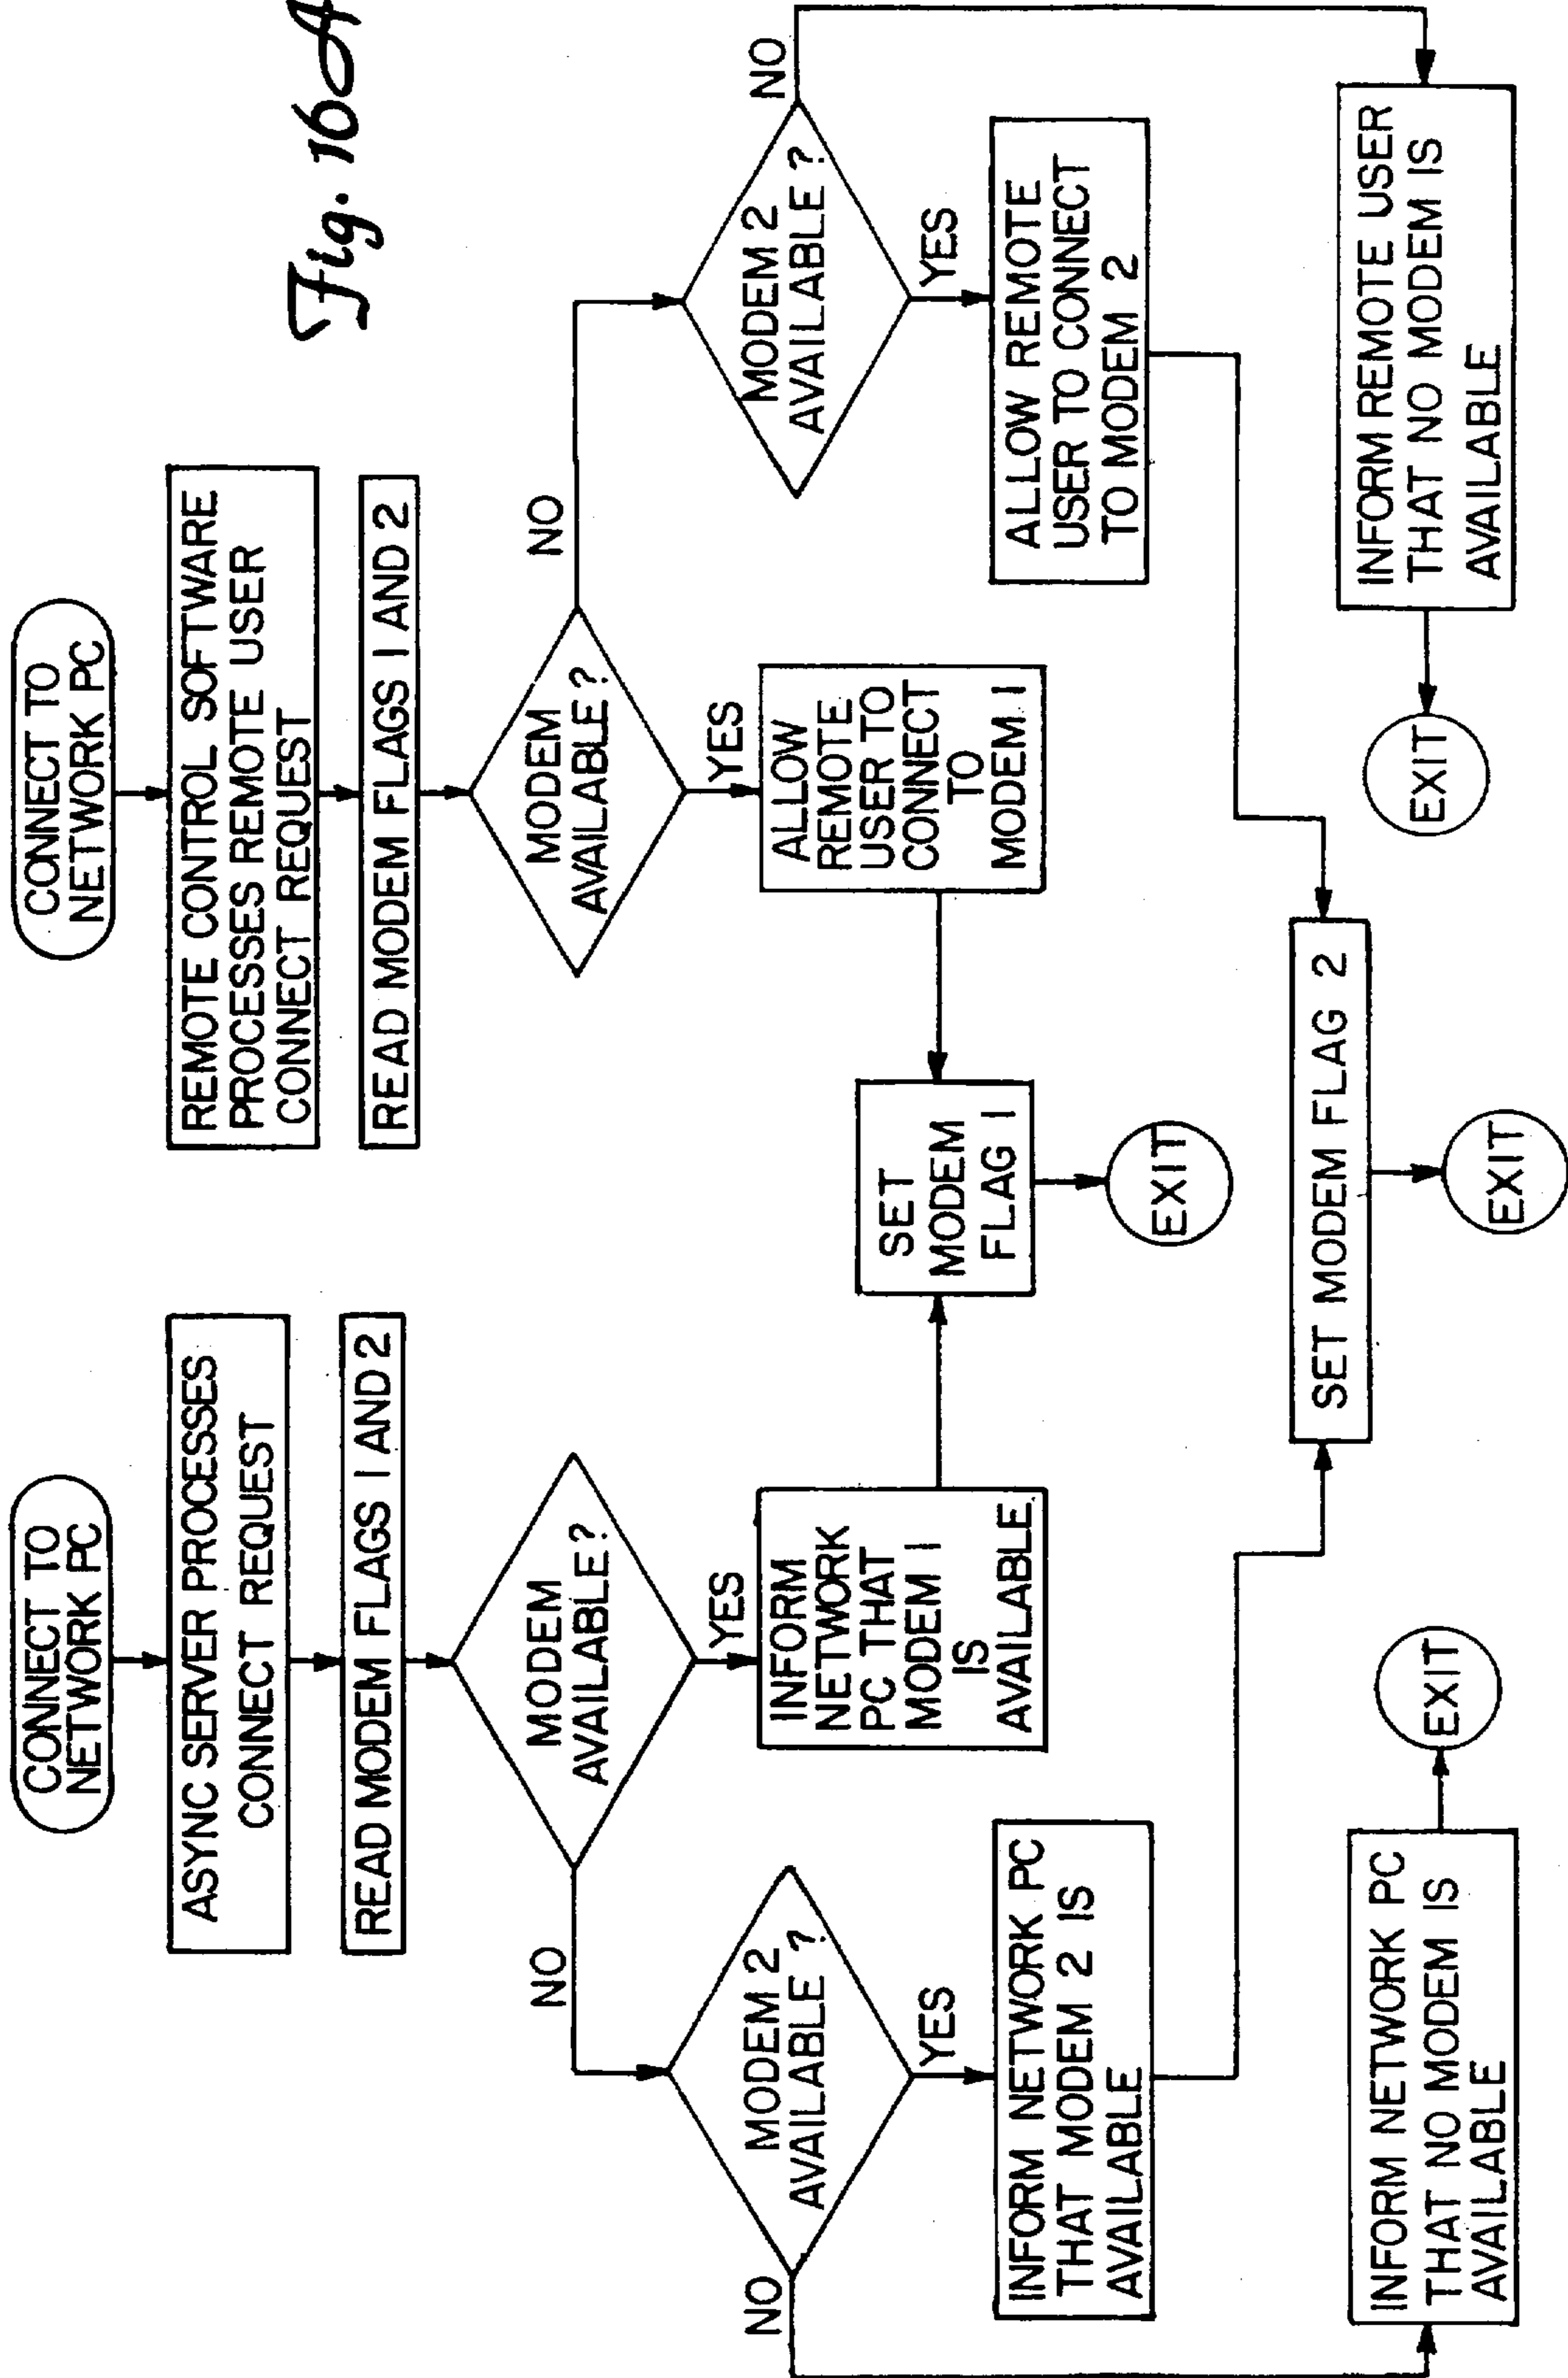 Fig. 16A
CONNECT TO
NETWORK PC
ASYNC SERVER PROCESSES
CONNECT REQUEST
READ MODEM FLAGS 1 AND 2
MODEM
AVAILABLE?
NO
YES
MODEM 2
AVAILABLE?
NO
YES
INFORM
NETWORK
PC THAT
MODEM 1
IS
AVAILABLE
INFORM NETWORK PC
THAT MODEM 2 IS
AVAILABLE
INFORM NETWORK PC
THAT NO MODEM IS
AVAILABLE
EXIT
CONNECT TO
NETWORK PC
REMOTE CONTROL SOFTWARE
PROCESSES REMOTE USER
CONNECT REQUEST
READ MODEM FLAGS 1 AND 2
MODEM
AVAILABLE?
NO
YES
ALLOW
REMOTE
USER TO
CONNECT
TO
MODEM 1
MODEM 2
AVAILABLE?
NO
YES
ALLOW REMOTE
USER TO CONNECT
TO MODEM 2
SET
MODEM
FLAG 1
EXIT
SET MODEM FLAG 2
EXIT
INFORM REMOTE USER
THAT NO MODEM IS
AVAILABLE
EXIT